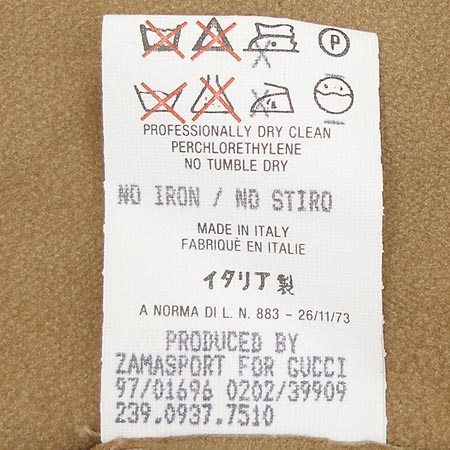 P
PROFESSIONALLY DRY CLEAN
PERCHLORETHYLENE
NO TUMBLE DRY
NO IRON / NO STIRO
MADE IN ITALY
FABRIQUÈ EN ITALIE
イタリア製
A NORMA DI L. N. 883 - 26/11/73
PRODUCED BY
ZAMASPORT FOR GUCCI
97/01696 0202/39909
239.0937.7510